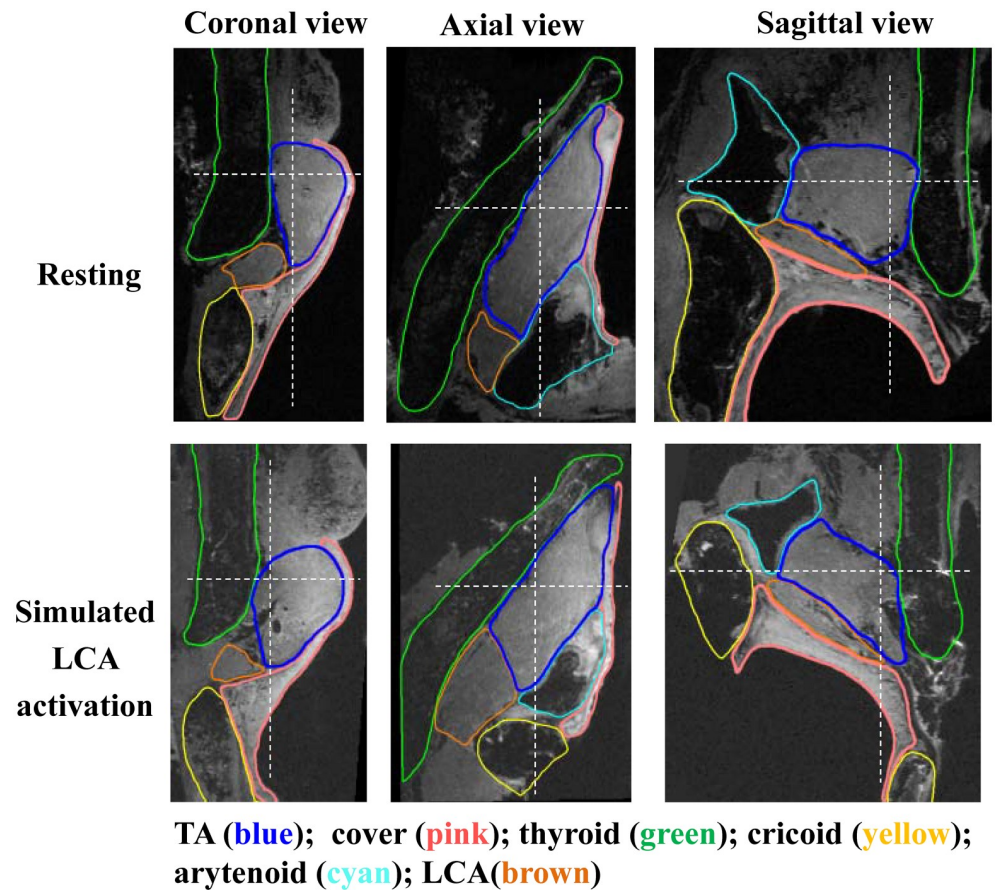 Coronal view
Axial view
Sagittal view
Resting
Simulated
LCA
activation
TA (blue); cover (pink); thyroid (green); cricoid (yellow);
arytenoid (cyan); LCA(brown)